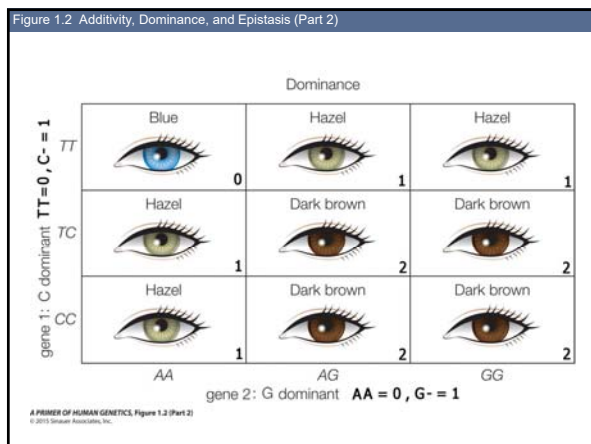 Figure 1.2 Additivity, Dominance, and Epistasis (Part 2)
Dominance
gene 1: C dominant TT=0, C- = 1
TT
Blue
0
Hazel
1
Hazel
1
TC
Hazel
1
Dark brown
2
Dark brown
2
CC
Hazel
1
Dark brown
2
Dark brown
2
AA
AG
GG
gene 2: G dominant AA = 0, G- = 1
A PRIMER OF HUMAN GENETICS, Figure 1.2 (Part 2)
© 2015 Sinauer Associates, Inc.